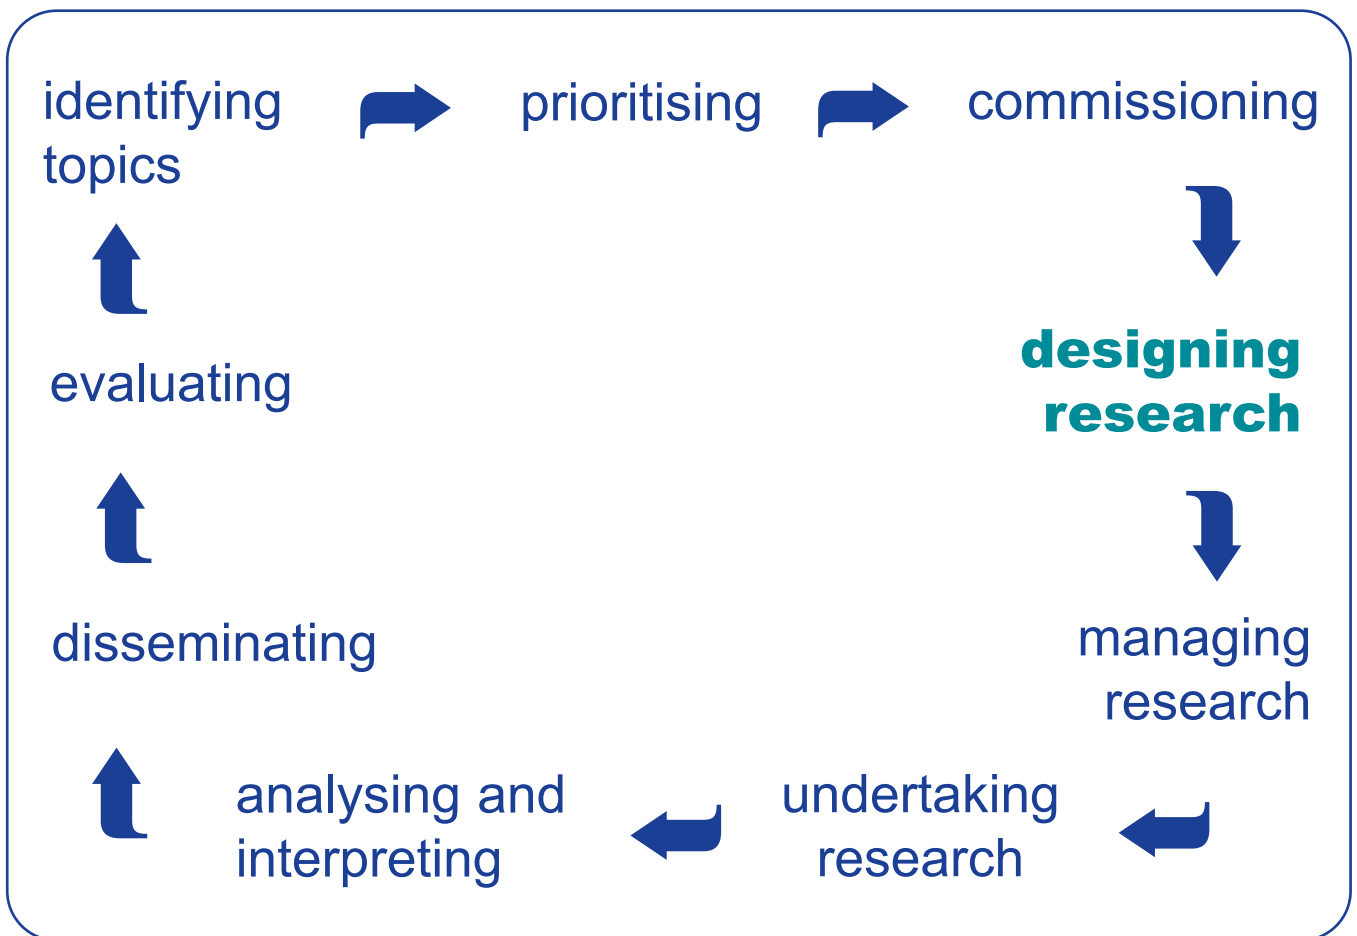 identifying
topics
prioritising
commissioning
designing
research
managing
research
undertaking
research
analysing and
interpreting
disseminating
evaluating